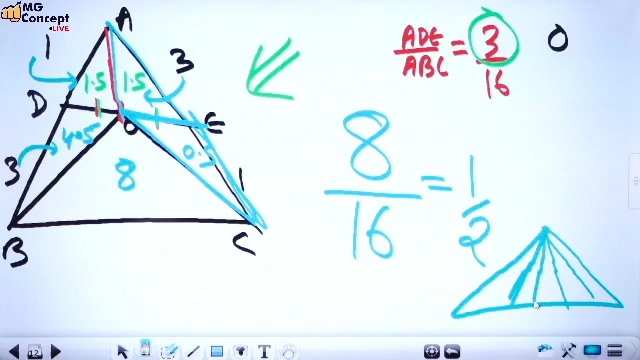 MG
Concept
LIVE
A
1
3
1.5
1.5
D
O
E
3
4.5
8
0.5
1
B
C
ADE/ABC = 3/16
0
8/16 = 1/2
12
T